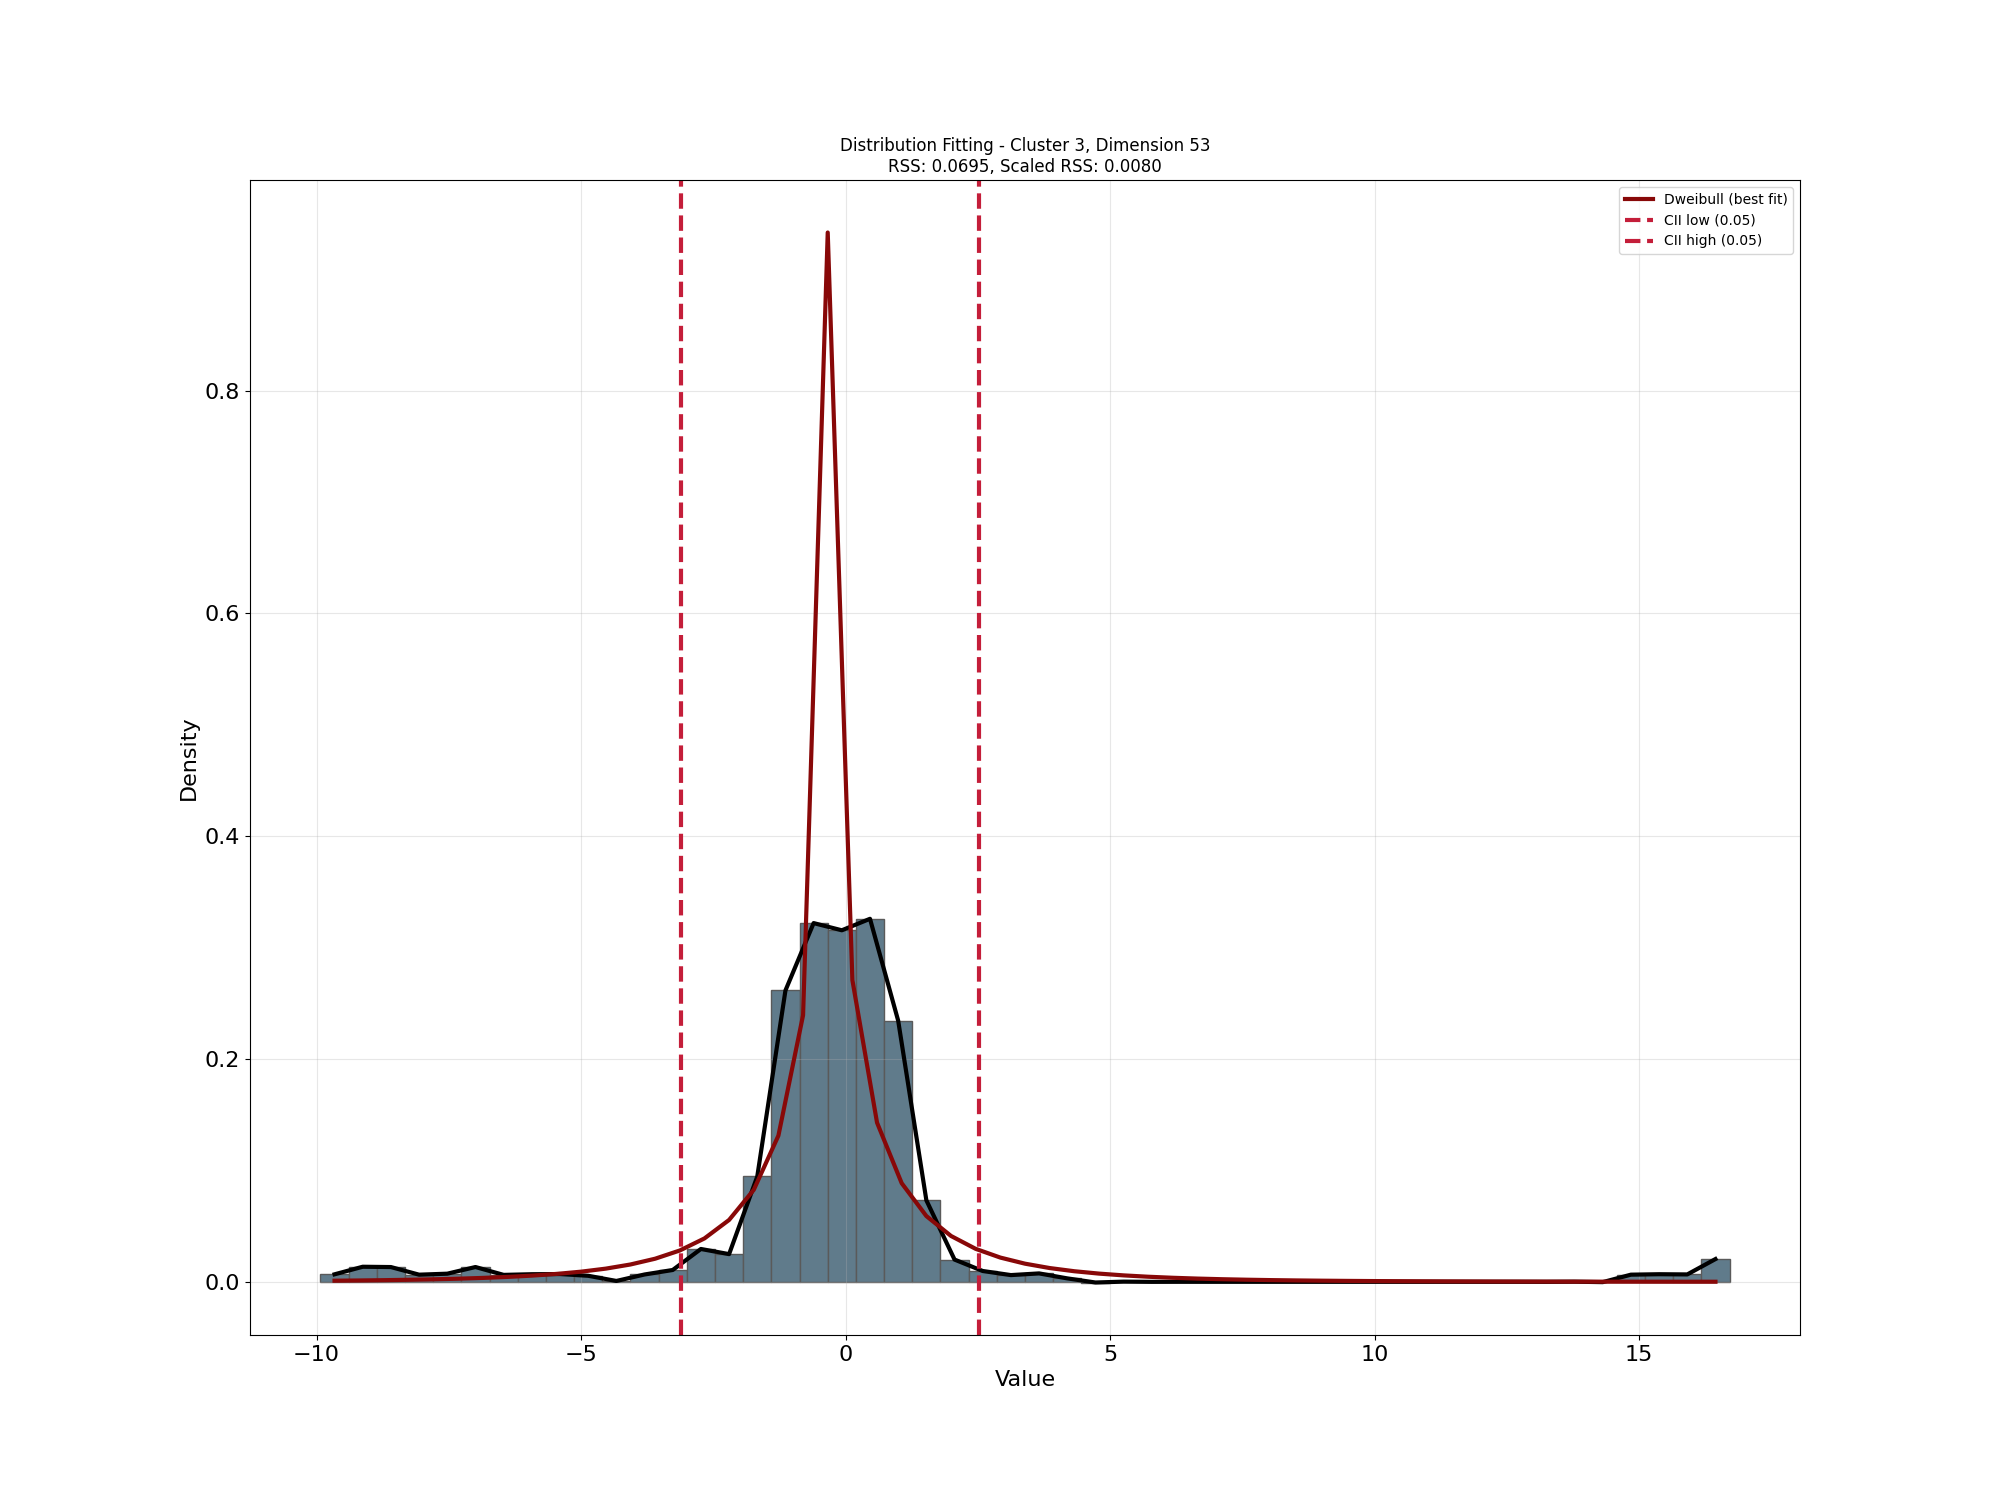 Distribution Fitting - Cluster 3, Dimension 53
RSS: 0.0695, Scaled RSS: 0.0080
Dweibull (best fit)
CII low (0.05)
CII high (0.05)
Density
0.8
0.6
0.4
0.2
0.0
−10
−5
0
5
10
15
Value